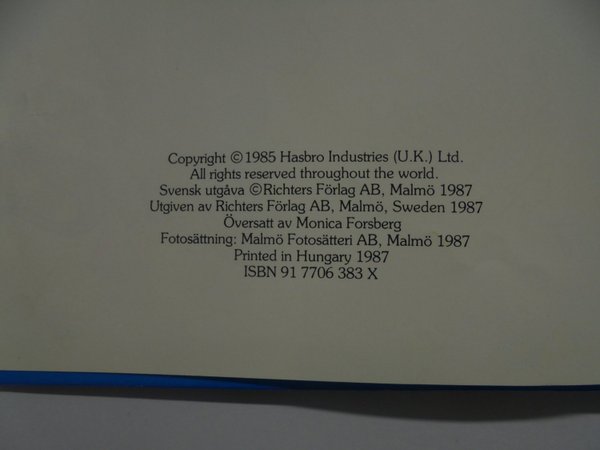 Copyright ©1985 Hasbro Industries (U.K.) Ltd.
All rights reserved throughout the world.
Svensk utgåva ©Richters Förlag AB, Malmö 1987
Utgiven av Richters Förlag AB, Malmö, Sweden 1987
Översatt av Monica Forsberg
Fotosättning: Malmö Fotosätteri AB, Malmö 1987
Printed in Hungary 1987
ISBN 91 7706 383 X